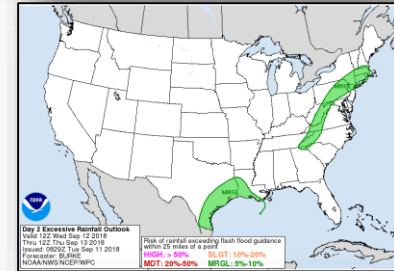 MRGL
MRGL
NOAA
Day 2 Excessive Rainfall Outlook
Valid 12Z Wed Sep 12 2018
Thru 12Z Thu Sep 13 2018
Issued: 0829Z Tue Sep 11 2018
Forecaster: BURKE
NOAA/NWS/NCEP/WPC
Risk of rainfall exceeding flash flood guidance
within 25 miles of a point
HIGH: > 50% SLGT: 10%-20%
MDT: 20%-50% MRGL: 5%-10%